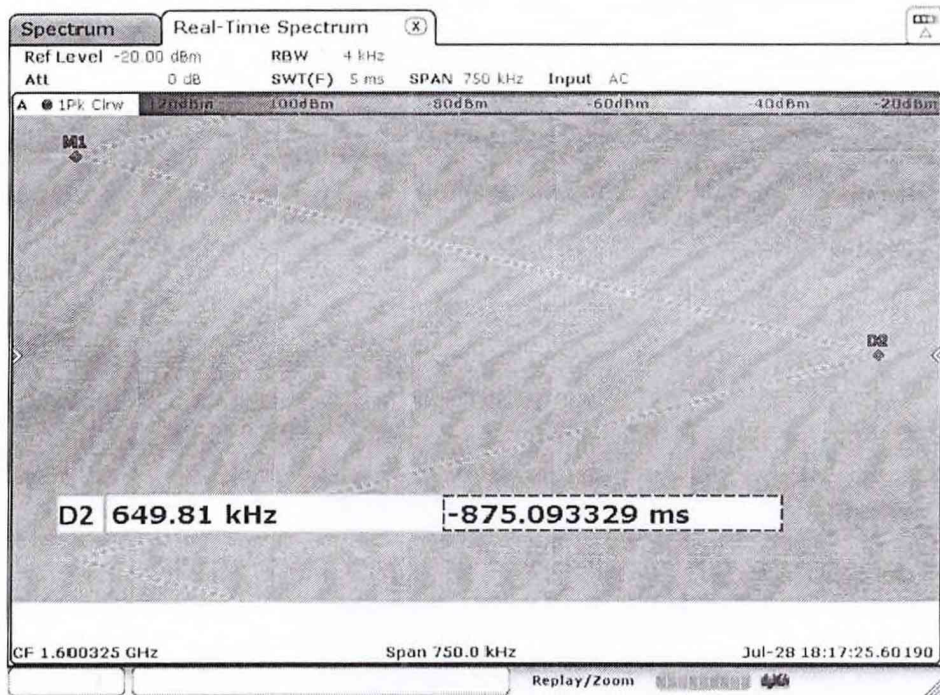 Spectrum Real-Time Spectrum X
Ref Level -20.00 dBm RBW 4 kHz
Att 0 dB SWT(F) 5 ms SPAN 750 kHz Input AC
A 1Pk Clrw -120dBm -100dBm -80dBm -60dBm -40dBm -20dBm
M1
D2
D2 649.81 kHz -875.093329 ms
CF 1.600325 GHz Span 750.0 kHz Jul-28 18:17:25.60190
Replay/Zoom